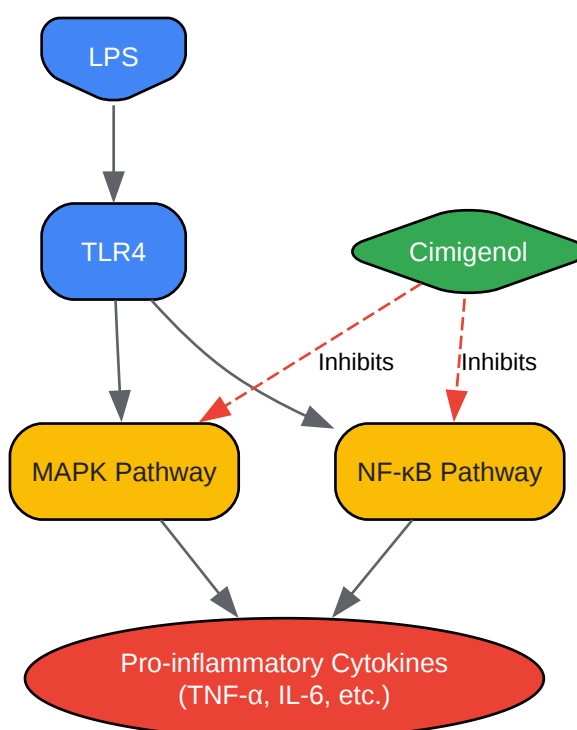 LPS
TLR4
Cimigenol
Inhibits
Inhibits
MAPK Pathway
NF-κB Pathway
Pro-inflammatory Cytokines
(TNF-α, IL-6, etc.)